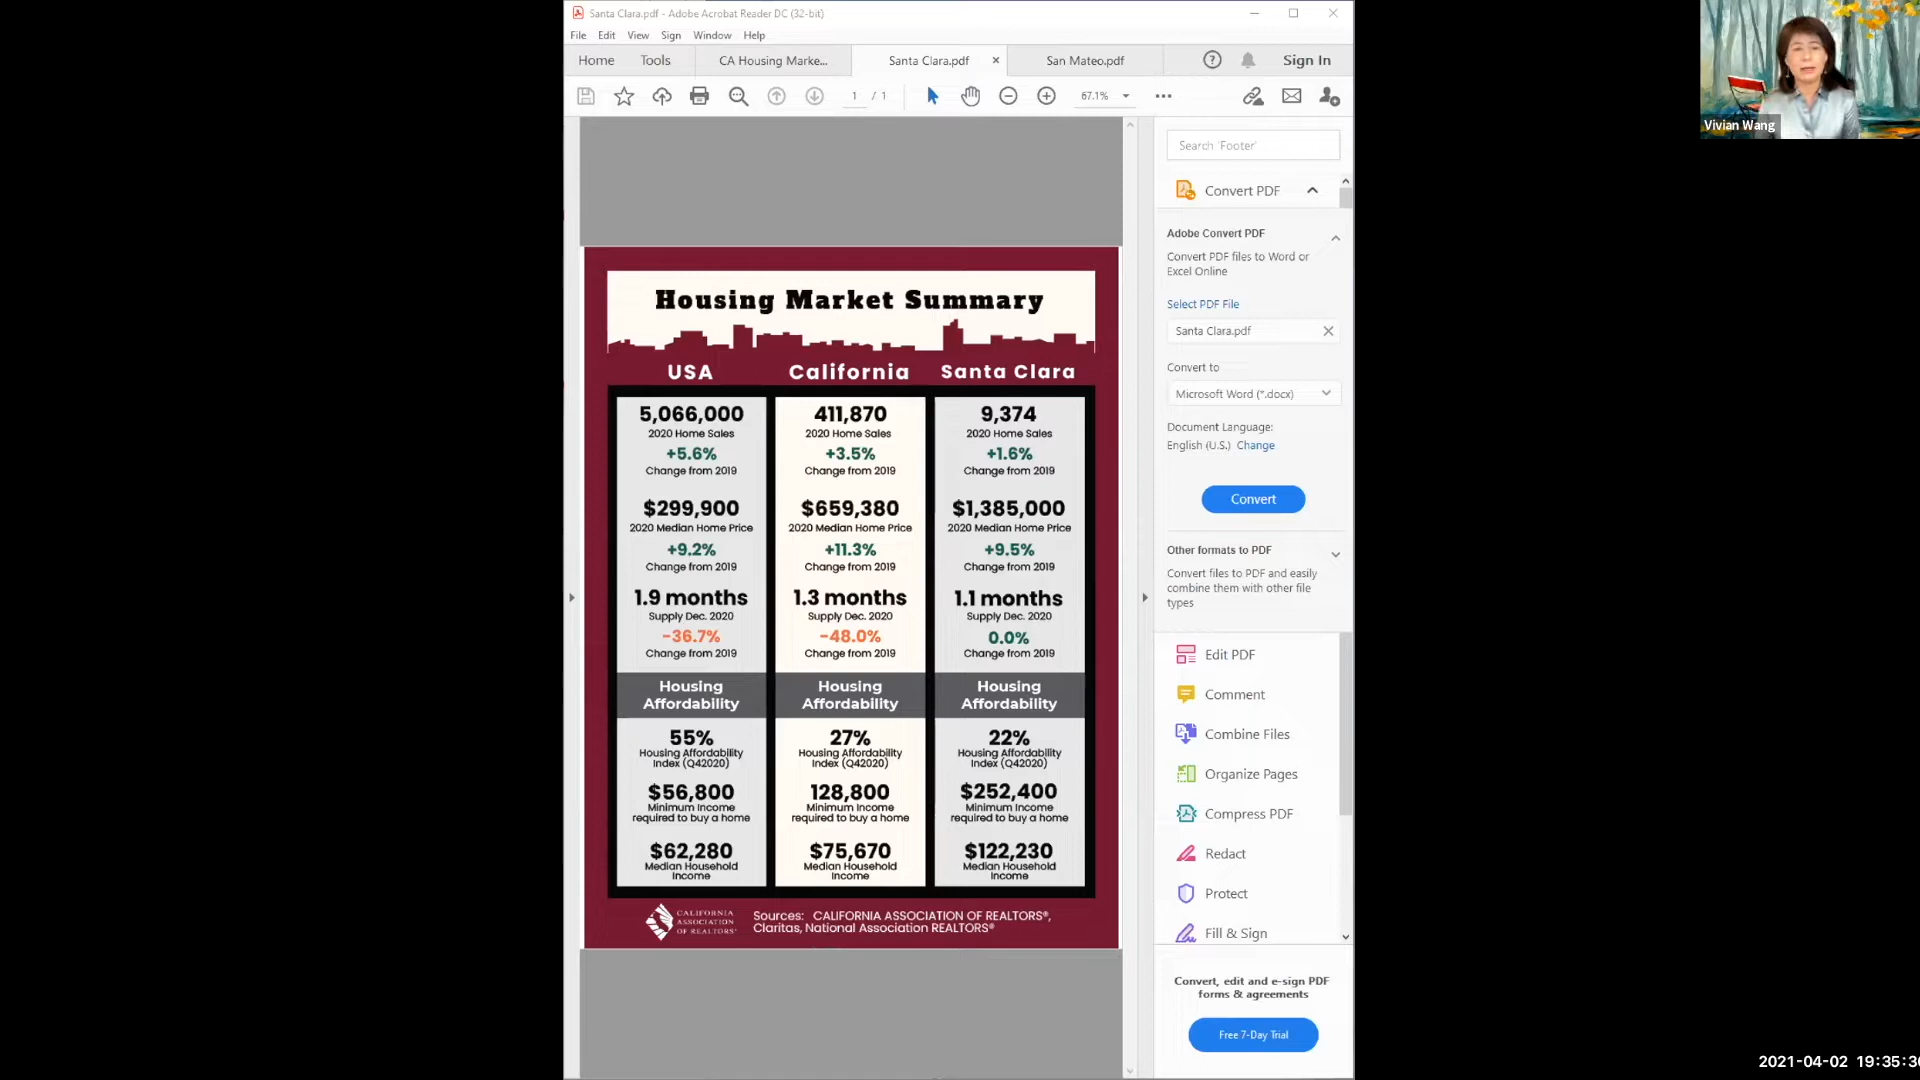 Santa Clara.pdf - Adobe Acrobat Reader DC (32-bit)
File Edit View Sign Window Help
Home Tools CA Housing Marke... Santa Clara.pdf × San Mateo.pdf Sign In
1 / 1 67.1%
Vivian Wang
Search 'Footer'
Convert PDF
Adobe Convert PDF
Convert PDF files to Word or
Excel Online
Select PDF File
Santa Clara.pdf
Convert to
Microsoft Word (*.docx)
Document Language:
English (U.S.) Change
Convert
Other formats to PDF
Convert files to PDF and easily
combine them with other file
types
Edit PDF
Comment
Combine Files
Organize Pages
Compress PDF
Redact
Protect
Fill & Sign
Convert, edit and e-sign PDF
forms & agreements
Free 7-Day Trial
Housing Market Summary
USA California Santa Clara
5,066,000 411,870 9,374
2020 Home Sales 2020 Home Sales 2020 Home Sales
+5.6% +3.5% +1.6%
Change from 2019 Change from 2019 Change from 2019
$299,900 $659,380 $1,385,000
2020 Median Home Price 2020 Median Home Price 2020 Median Home Price
+9.2% +11.3% +9.5%
Change from 2019 Change from 2019 Change from 2019
1.9 months 1.3 months 1.1 months
Supply Dec. 2020 Supply Dec. 2020 Supply Dec. 2020
-36.7% -48.0% 0.0%
Change from 2019 Change from 2019 Change from 2019
Housing Housing Housing
Affordability Affordability Affordability
55% 27% 22%
Housing Affordability Housing Affordability Housing Affordability
Index (Q42020) Index (Q42020) Index (Q42020)
$56,800 128,800 $252,400
Minimum Income Minimum Income Minimum Income
required to buy a home required to buy a home required to buy a home
$62,280 $75,670 $122,230
Median Household Median Household Median Household
Income Income Income
CALIFORNIA
ASSOCIATION
OF REALTORS®
Sources: CALIFORNIA ASSOCIATION OF REALTORS®,
Claritas, National Association REALTORS®
2021-04-02 19:35:3